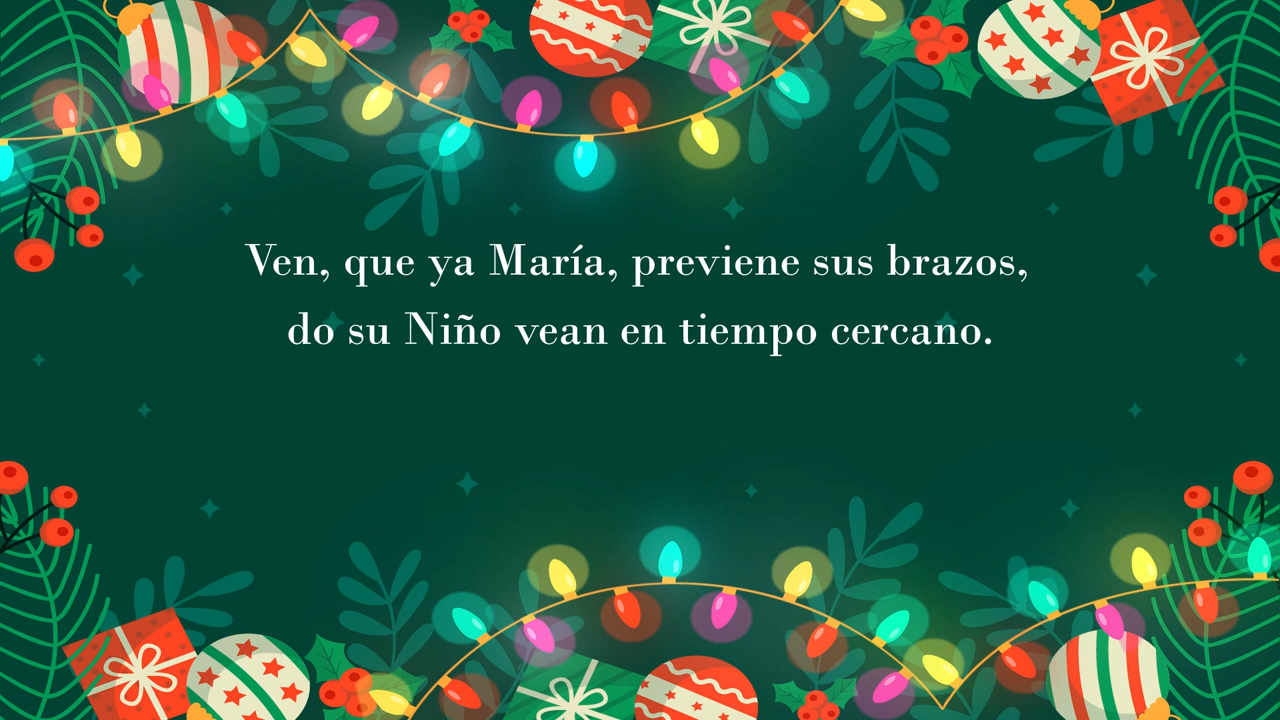 Ven, que ya María, previene sus brazos,
do su Niño vean en tiempo cercano.